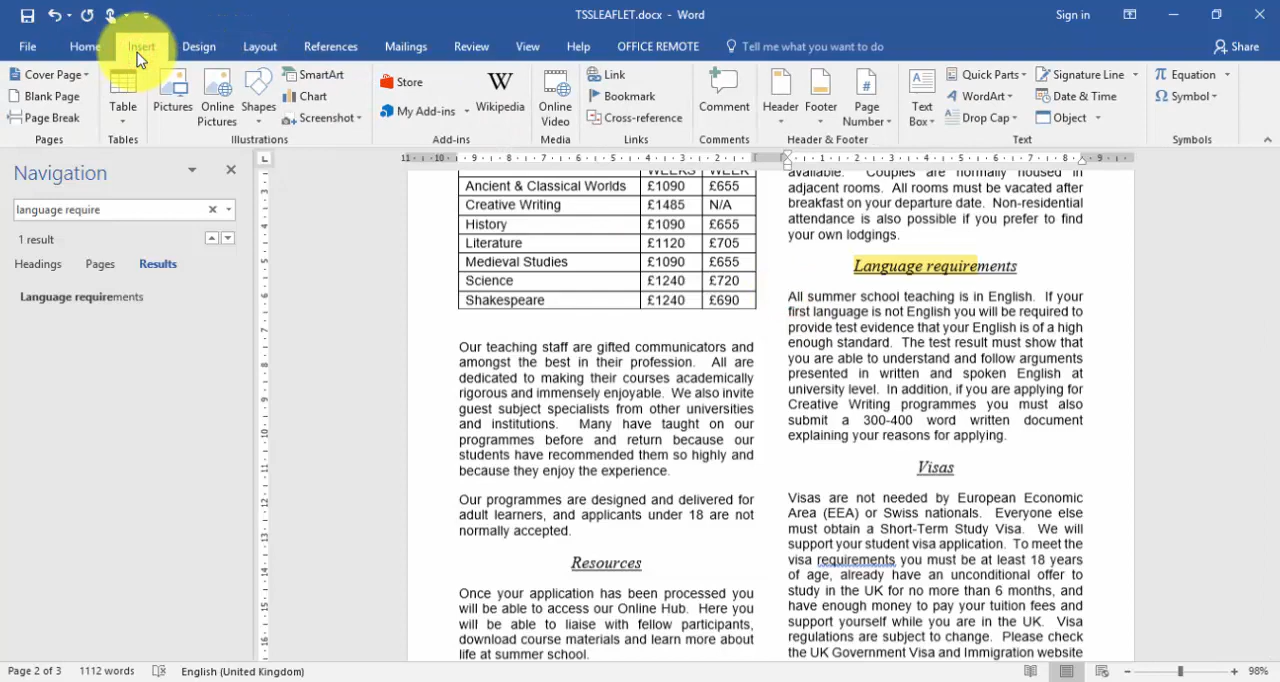 TSSLEAFLET.docx - Word
Sign in
File
Home
Insert
Design
Layout
References
Mailings
Review
View
Help
OFFICE REMOTE
Tell me what you want to do
Share
Cover Page
Blank Page
Page Break
Pages
Table
Tables
Pictures
Online
Pictures
Shapes
SmartArt
Chart
Screenshot
Illustrations
Store
My Add-ins
W
Wikipedia
Add-ins
Online
Video
Media
Link
Bookmark
Cross-reference
Links
Comment
Comments
Header
Footer
Page
Number
Header & Footer
Text
Box
Quick Parts
WordArt
Drop Cap
Signature Line
Date & Time
Object
Text
Equation
Symbol
Symbols
Navigation
language require
1 result
Headings
Pages
Results
Language requirements
WEEKS WEEK
Ancient & Classical Worlds £1090 £655
Creative Writing £1485 N/A
History £1090 £655
Literature £1120 £705
Medieval Studies £1090 £655
Science £1240 £720
Shakespeare £1240 £690
Our teaching staff are gifted communicators and
amongst the best in their profession. All are
dedicated to making their courses academically
rigorous and immensely enjoyable. We also invite
guest subject specialists from other universities
and institutions. Many have taught on our
programmes before and return because our
students have recommended them so highly and
because they enjoy the experience.
Our programmes are designed and delivered for
adult learners, and applicants under 18 are not
normally accepted.
Resources
Once your application has been processed you
will be able to access our Online Hub. Here you
will be able to liaise with fellow participants,
download course materials and learn more about
life at summer school.
available. Couples are normally housed in
adjacent rooms. All rooms must be vacated after
breakfast on your departure date. Non-residential
attendance is also possible if you prefer to find
your own lodgings.
Language requirements
All summer school teaching is in English. If your
first language is not English you will be required to
provide test evidence that your English is of a high
enough standard. The test result must show that
you are able to understand and follow arguments
presented in written and spoken English at
university level. In addition, if you are applying for
Creative Writing programmes you must also
submit a 300-400 word written document
explaining your reasons for applying.
Visas
Visas are not needed by European Economic
Area (EEA) or Swiss nationals. Everyone else
must obtain a Short-Term Study Visa. We will
support your student visa application. To meet the
visa requirements you must be at least 18 years
of age, already have an unconditional offer to
study in the UK for no more than 6 months, and
have enough money to pay your tuition fees and
support yourself while you are in the UK. Visa
regulations are subject to change. Please check
the UK Government Visa and Immigration website
Page 2 of 3
1112 words
English (United Kingdom)
98%